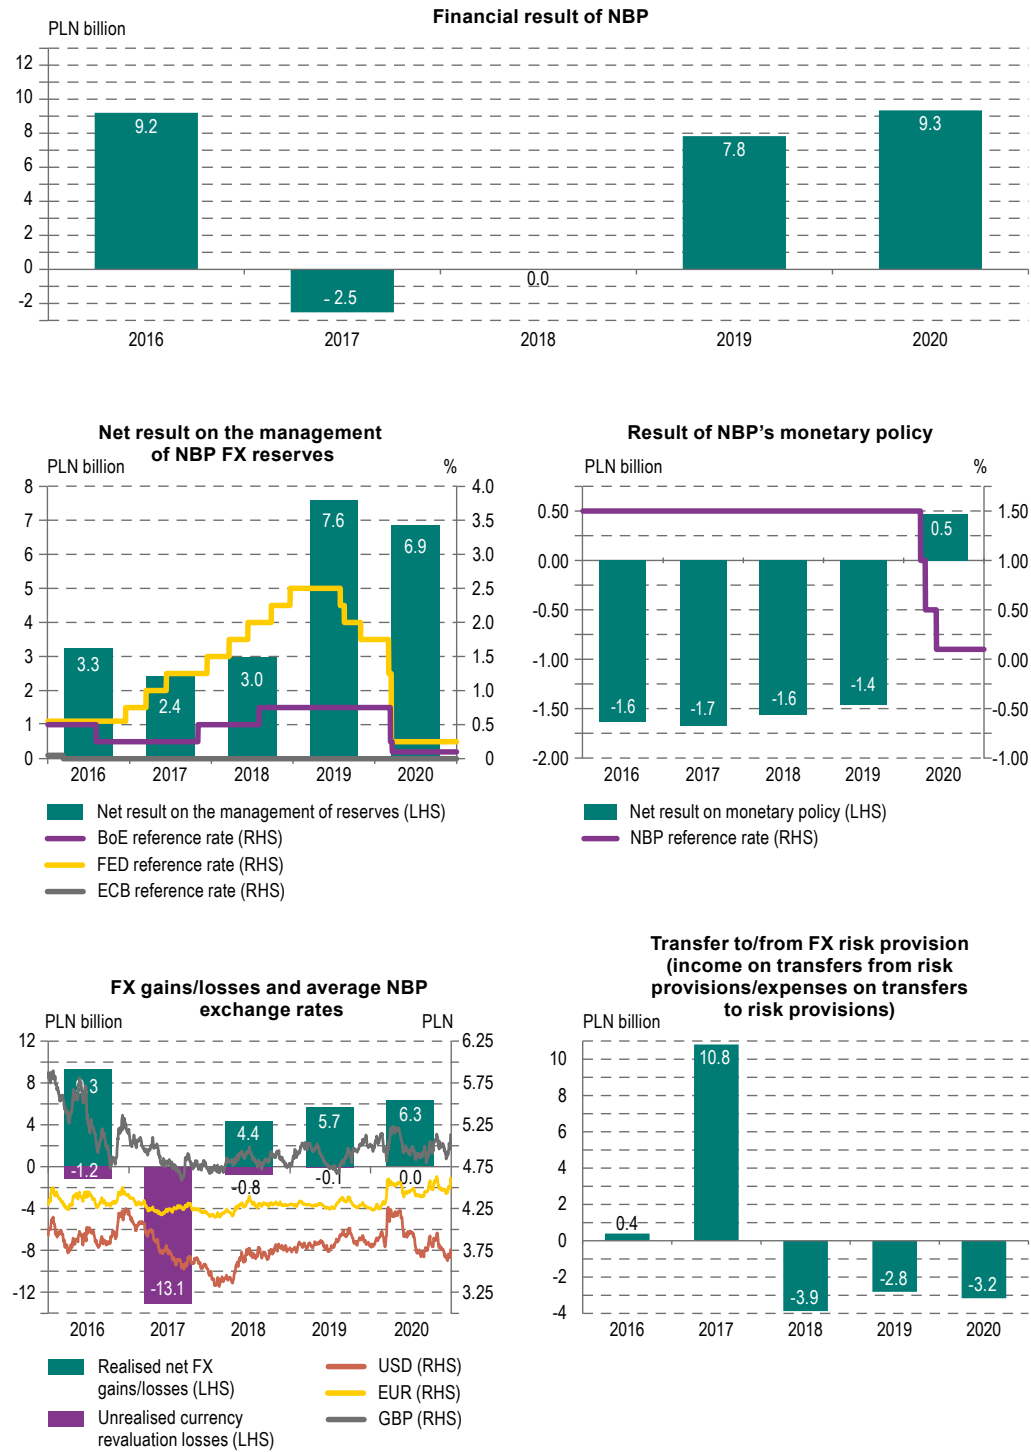 Financial result of NBP
PLN billion
12
10
8
6
4
2
0
-2
9.2
- 2.5
0.0
7.8
9.3
2016 2017 2018 2019 2020
Net result on the management
of NBP FX reserves
PLN billion %
8 4.0
7 3.5
6 3.0
5 2.5
4 2.0
3 1.5
2 1.0
1 0.5
0 0
3.3
2.4
3.0
7.6
6.9
2016 2017 2018 2019 2020
Net result on the management of reserves (LHS)
BoE reference rate (RHS)
FED reference rate (RHS)
ECB reference rate (RHS)
Result of NBP's monetary policy
PLN billion %
0.50 1.50
0.00 1.00
-0.50 0.50
-1.00 0.00
-1.50 -0.50
-2.00 -1.00
-1.6
-1.7
-1.6
-1.4
0.5
2016 2017 2018 2019 2020
Net result on monetary policy (LHS)
NBP reference rate (RHS)
FX gains/losses and average NBP
exchange rates
PLN billion PLN
12 6.25
8 5.75
4 5.25
0 4.75
-4 4.25
-8 3.75
-12 3.25
9.3
-1.2
-13.1
4.4
-0.8
5.7
-0.1
6.3
0.0
2016 2017 2018 2019 2020
Realised net FX
gains/losses (LHS)
Unrealised currency
revaluation losses (LHS)
USD (RHS)
EUR (RHS)
GBP (RHS)
Transfer to/from FX risk provision
(income on transfers from risk
provisions/expenses on transfers
to risk provisions)
PLN billion
10
8
6
4
2
0
-2
-4
0.4
10.8
-3.9
-2.8
-3.2
2016 2017 2018 2019 2020